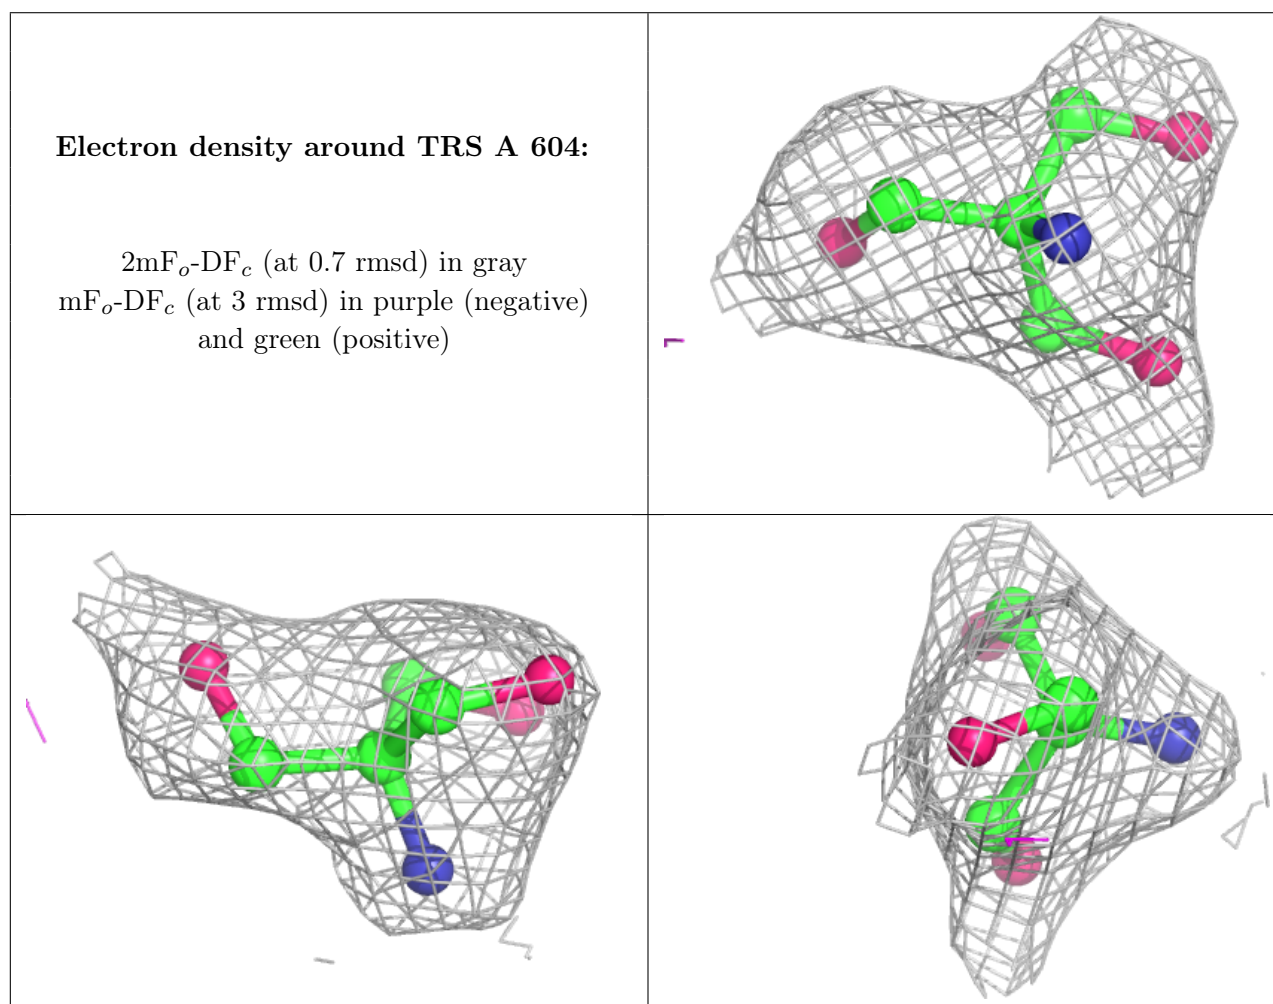 Electron density around TRS A 604:
2mFo-DFc (at 0.7 rmsd) in gray
mFo-DFc (at 3 rmsd) in purple (negative)
and green (positive)